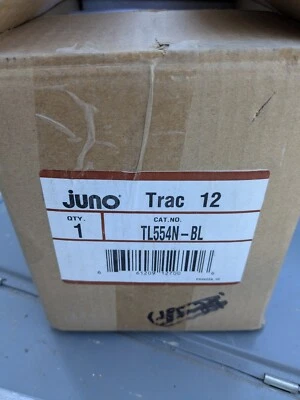 juno Trac 12
QTY. CAT.NO.
1 TL554N-BL